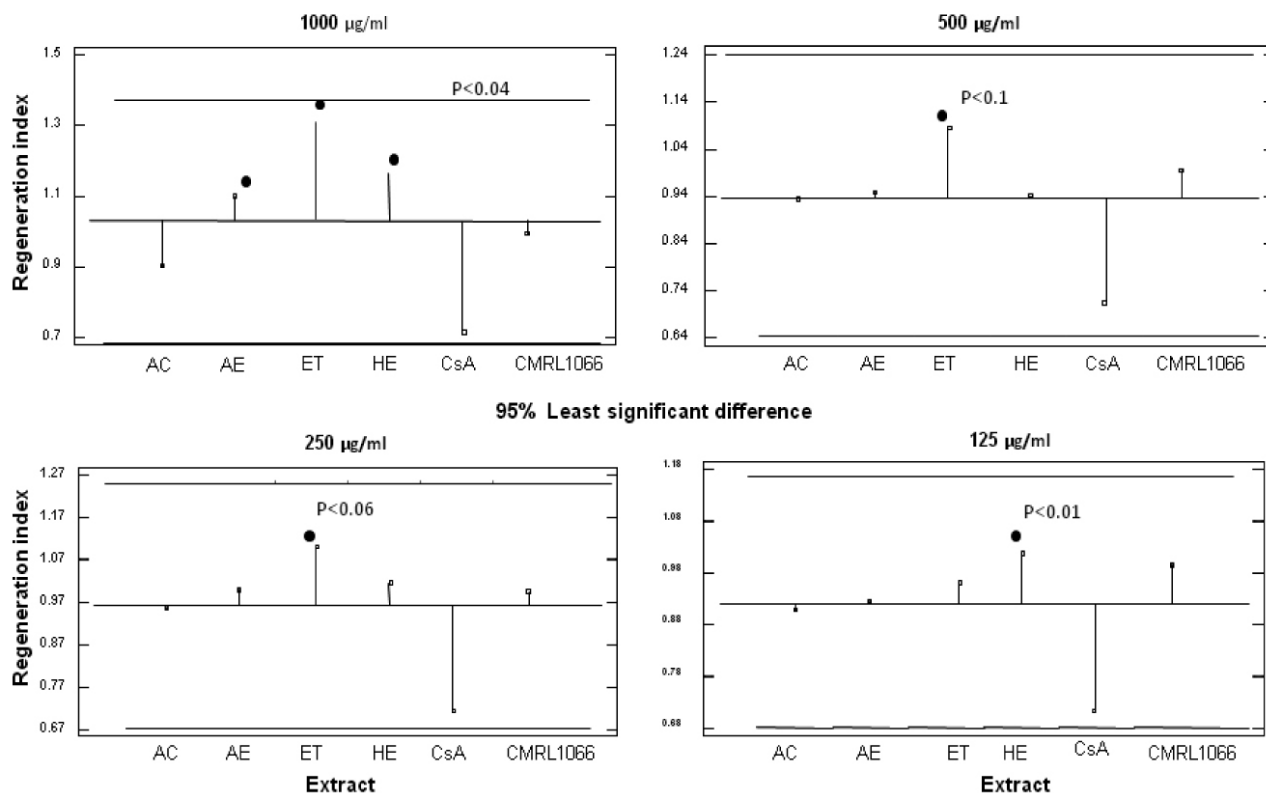 1000 µg/ml
500 µg/ml
Regeneration index
1.5
1.3
1.1
0.9
0.7
P<0.04
AC AE ET HE CsA CMRL1066
1.24
1.14
1.04
0.94
0.84
0.74
0.64
P<0.1
AC AE ET HE CsA CMRL1066
95% Least significant difference
250 µg/ml
125 µg/ml
Regeneration index
1.27
1.17
1.07
0.97
0.87
0.77
0.67
P<0.06
AC AE ET HE CsA CMRL1066
Extract
1.18
1.08
0.98
0.88
0.78
0.68
P<0.01
AC AE ET HE CsA CMRL1066
Extract